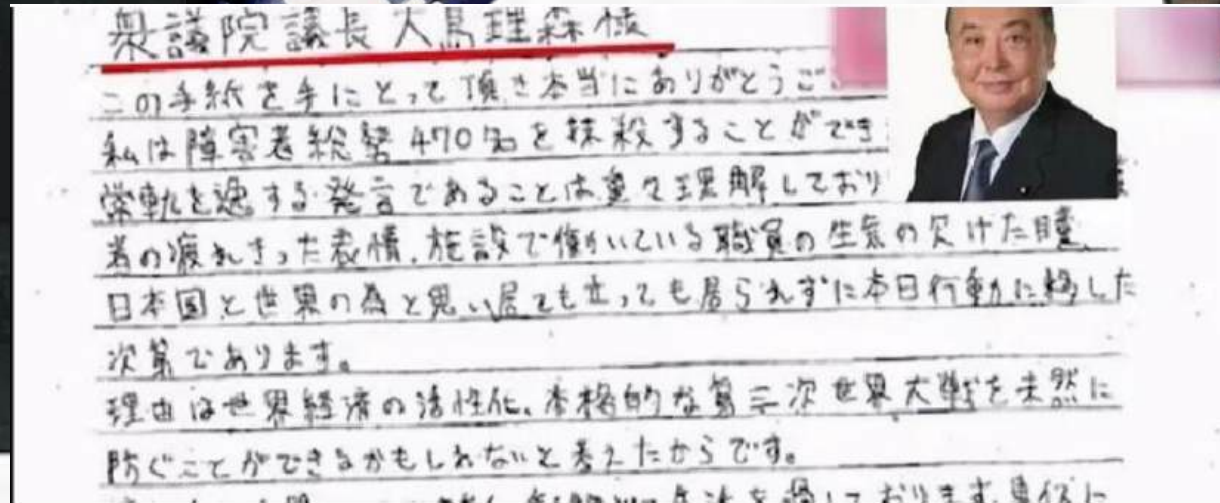 衆議院議長大島理森様
この手紙を手にとって頂き本当にありがとうご
私は障害者総勢470名を抹殺することができ
常軌を逸する発言であることは重々理解しており
者の疲れきった表情、施設で働いている職員の生気の欠けた瞳、
日本国と世界の為と思い居ても立っても居られずに本日行動に移した
次第であります。
理由は世界経済の活性化、本格的な第三次世界大戦を未然に
防ぐことができるかもしれないと考えたからです。
を過しております。